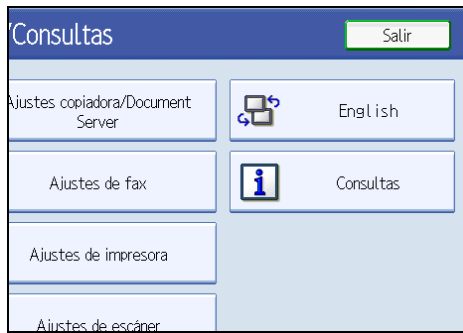 /Consultas
Salir
Ajustes copiadora/Document
Server
English
Ajustes de fax
Consultas
Ajustes de impresora
Ajustes de escáner